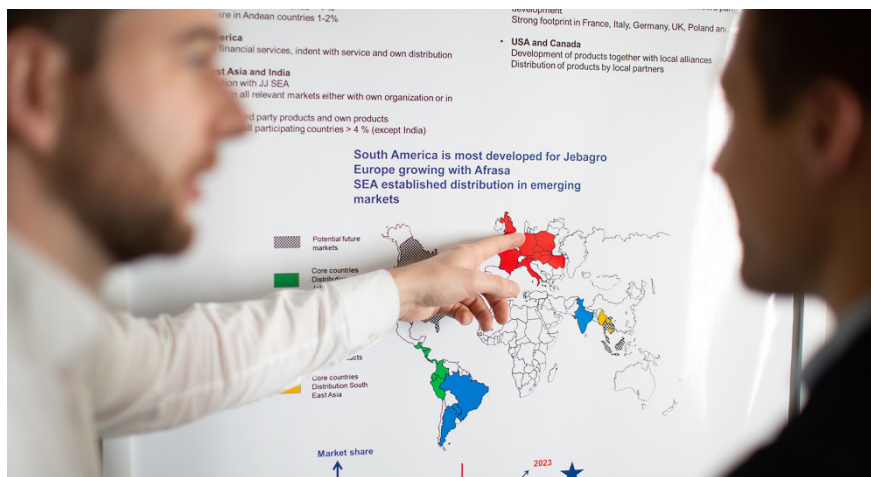 are in Andean countries 1-2%
erica
financial services, indent with service and own distribution
st Asia and India
ion with JJ SEA
in all relevant markets either with own organization or in
rd party products and own products
ll participating countries > 4 % (except India)
development
Strong footprint in France, Italy, Germany, UK, Poland and
• USA and Canada
Development of products together with local alliances
Distribution of products by local partners
South America is most developed for Jebagro
Europe growing with Afrasa
SEA established distribution in emerging
markets
Potential future
markets
Core countries
Distribution
ucts
Core countries
Distribution South
East Asia
Market share
2023